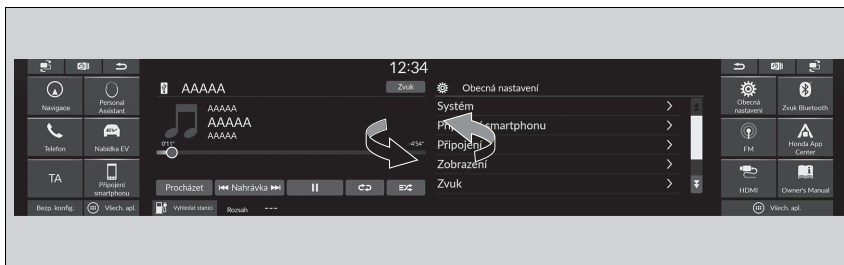 12:34
Navigace
Personal
Assistant
Telefon
EV
Nabídka EV
TA
Připojení
smartphonu
Bezp. konfig.
Všech. apl.
AAAAA
Zvuk
AAAAA
AAAAA
AAAAA
0'11"
-4'54"
Procházet
Nahrávka
Vyhledat stanici
Rozsah
---
Obecná nastavení
Systém
smartphonu
Připojení
Zobrazení
Zvuk
Obecná
nastavení
Zvuk Bluetooth
FM
Honda App
Center
HDMI
Owner's Manual
Všech. apl.